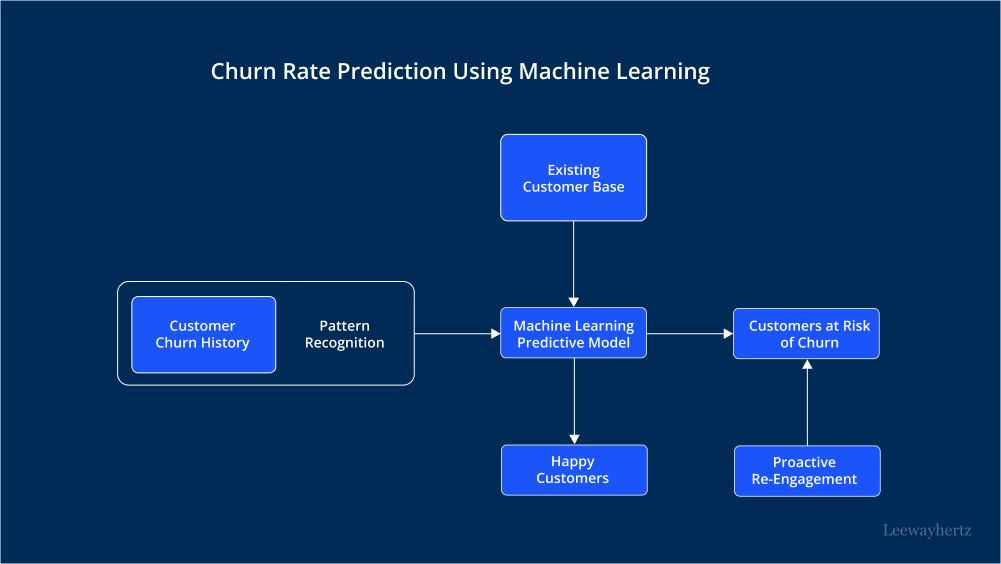 Churn Rate Prediction Using Machine Learning
Existing
Customer Base
Customer
Churn History
Pattern
Recognition
Machine Learning
Predictive Model
Customers at Risk
of Churn
Happy
Customers
Proactive
Re-Engagement
Leewayhertz